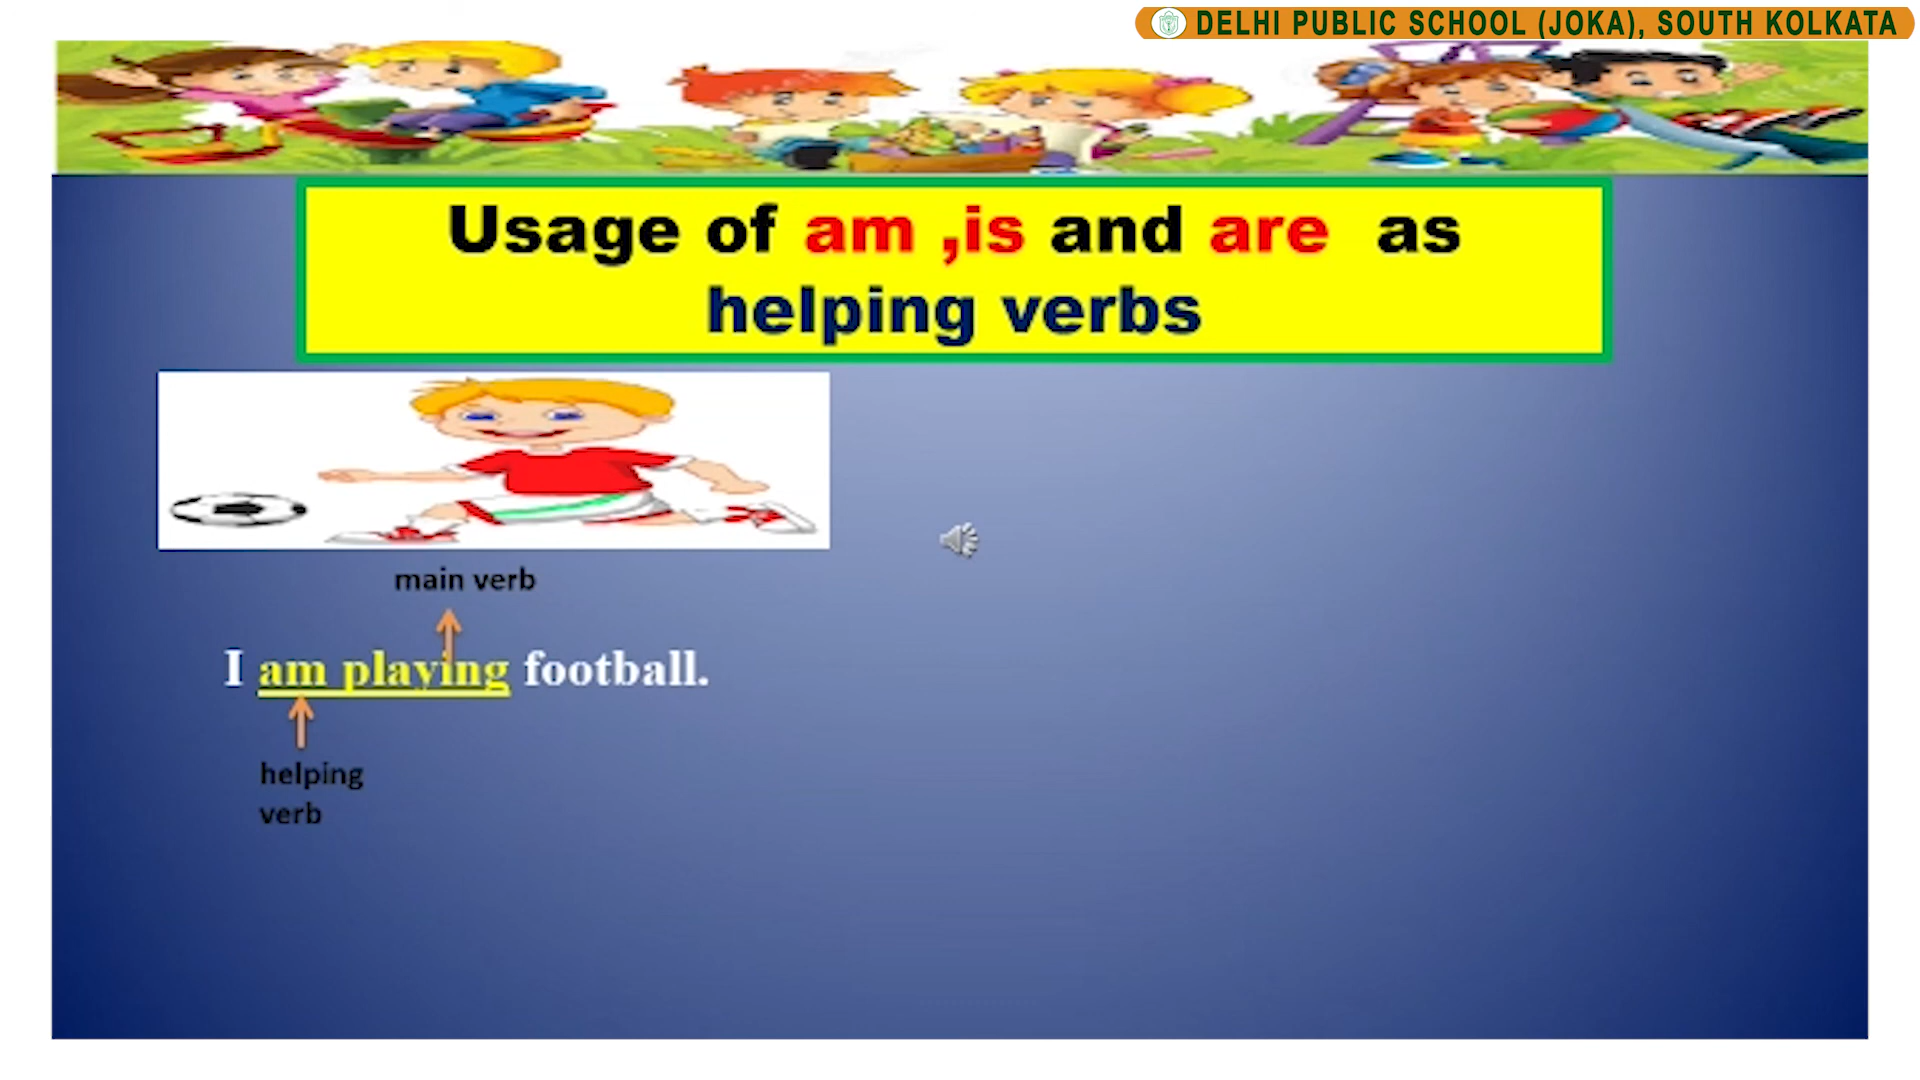 DELHI PUBLIC SCHOOL (JOKA), SOUTH KOLKATA
Usage of am ,is and are as
helping verbs
main verb
I am playing football.
helping
verb